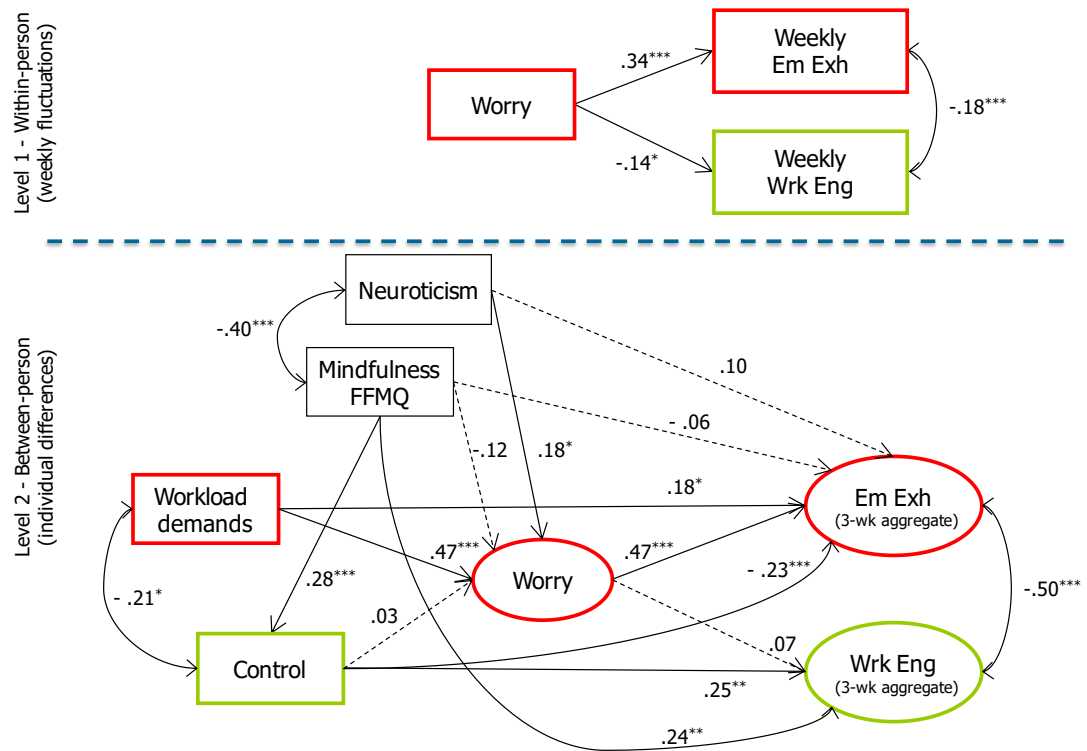 Level 1 - Within-person
(weekly fluctuations)
Worry
.34***
-.14*
Weekly
Em Exh
Weekly
Wrk Eng
-.18***
Level 2 - Between-person
(individual differences)
Neuroticism
-.40***
Mindfulness
FFMQ
.10
- .06
-.12
.18*
Workload
demands
.18*
Em Exh
(3-wk aggregate)
.47***
Worry
.47***
- .23***
- .21*
.28***
.03
-.50***
Control
.07
Wrk Eng
(3-wk aggregate)
.25**
.24**